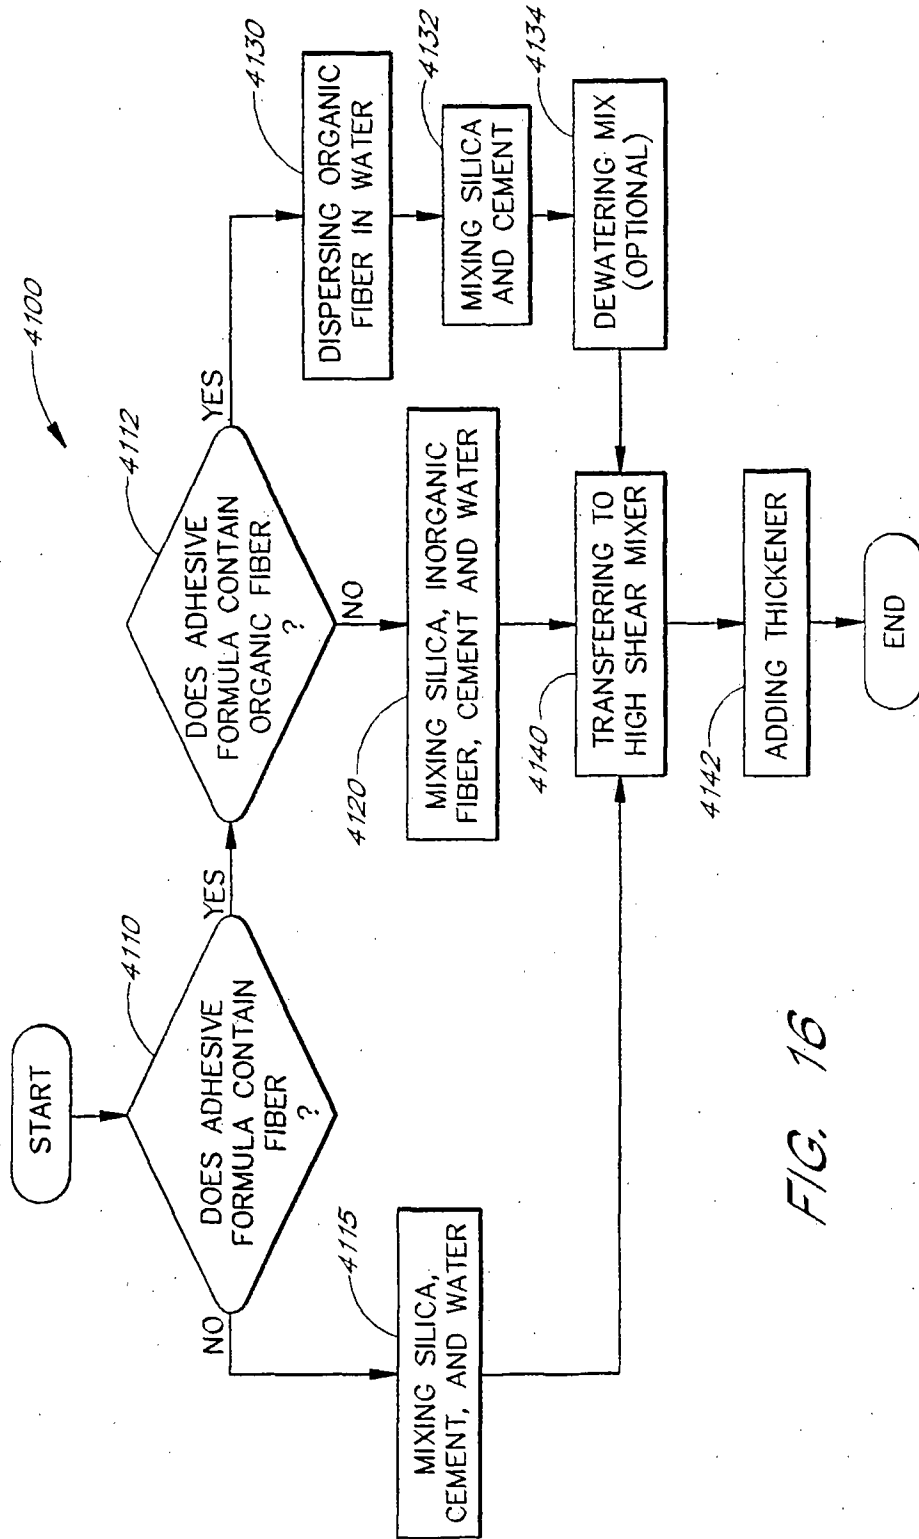 4100
START
4110
DOES ADHESIVE
FORMULA CONTAIN
FIBER
?
NO
YES
4112
DOES ADHESIVE
FORMULA CONTAIN
ORGANIC FIBER
?
YES
NO
4115
MIXING SILICA,
CEMENT, AND WATER
4120
MIXING SILICA, INORGANIC
FIBER, CEMENT AND WATER
4130
DISPERSING ORGANIC
FIBER IN WATER
4132
MIXING SILICA
AND CEMENT
4134
DEWATERING MIX
(OPTIONAL)
4140
TRANSFERRING TO
HIGH SHEAR MIXER
4142
ADDING THICKENER
END
FIG. 16